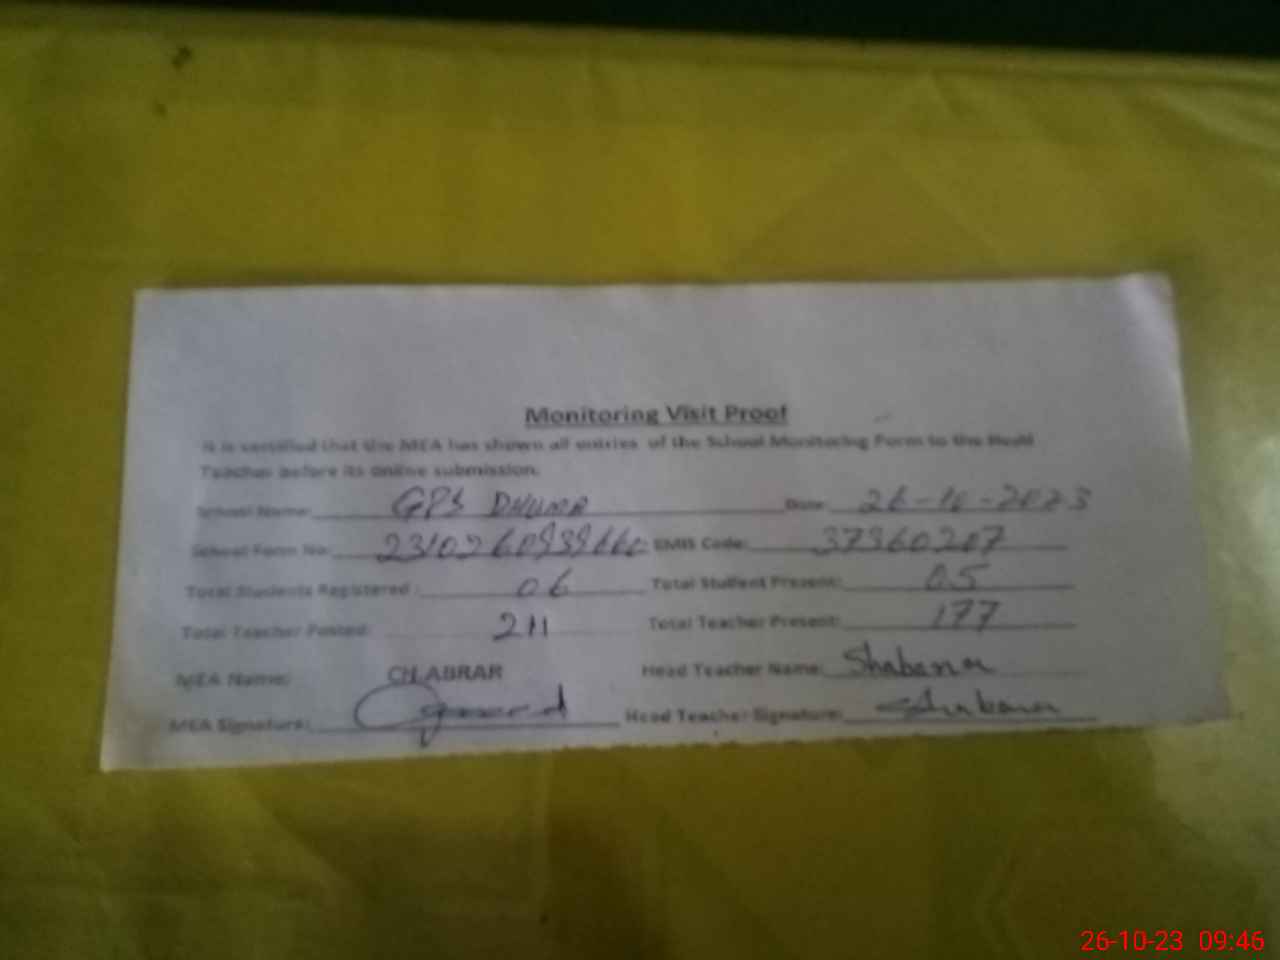 Monitoring Visit Proof
It is certified that the MEA has shown all entries of the School Monitoring Form to the Head
Teacher before its online submission.
School Name: GPS DHUNA Date: 26-10-2023
School Form No: EMIS Code: 37360207
Total Students Registered: 06 Total Student Present: 05
Total Teacher Posted: 211 Total Teacher Present: 177
MEA Name: CH.ABRAR Head Teacher Name: Shabana
MEA Signature: Head Teacher Signature: Shabana
26-10-23 09:46